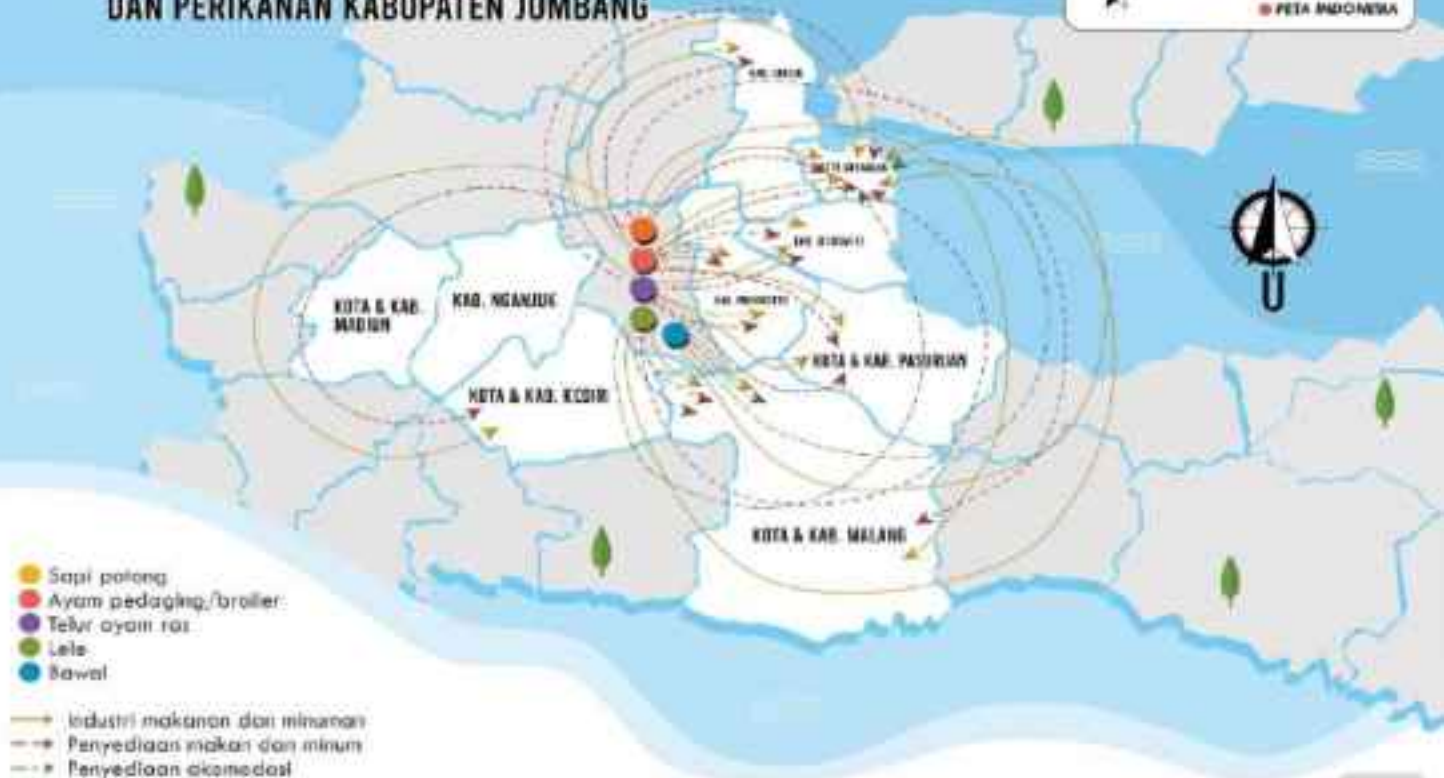 DAN PERIKANAN KABUPATEN JOMBANG
PETA INDONESIA
KOTA & KAB.
MADIUN
KAB. NGANJUK
KOTA & KAB. PASURUAN
KOTA & KAB. KEDIRI
KOTA & KAB. MALANG
U
Sapi potong
Ayam pedaging/broiler
Telur ayam ras
Lele
Bawal
Industri makanan dan minuman
Penyediaan makan dan minum
Penyediaan akomodasi